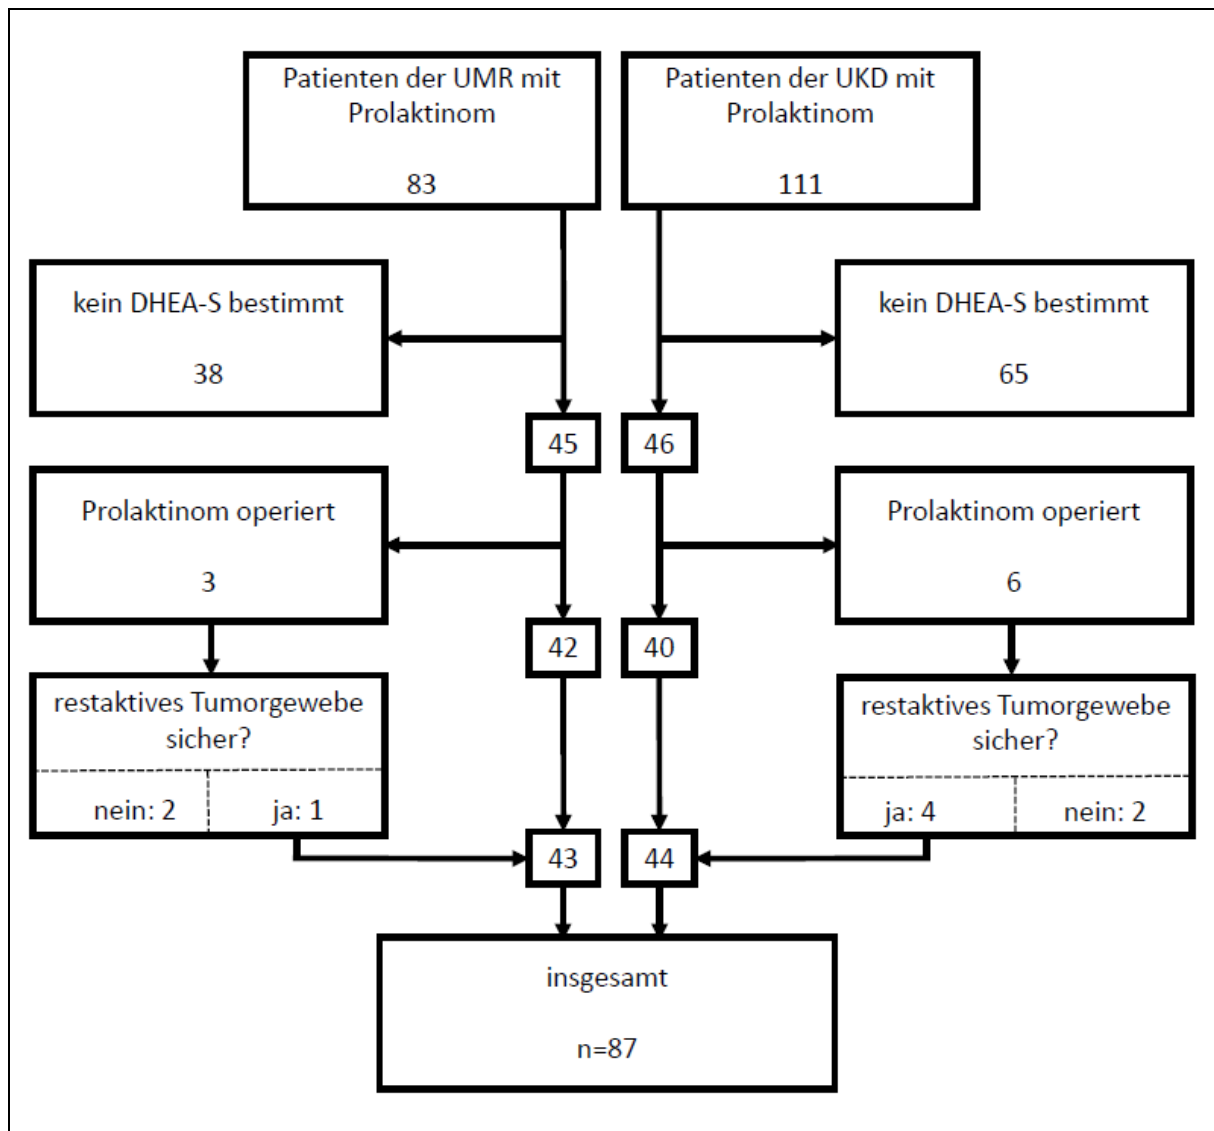 Patienten der UMR mit
Prolaktinom
83
Patienten der UKD mit
Prolaktinom
111
kein DHEA-S bestimmt
38
kein DHEA-S bestimmt
65
45
46
Prolaktinom operiert
3
Prolaktinom operiert
6
42
40
restaktives Tumorgewebe
sicher?
nein: 2
ja: 1
restaktives Tumorgewebe
sicher?
ja: 4
nein: 2
43
44
insgesamt
n=87